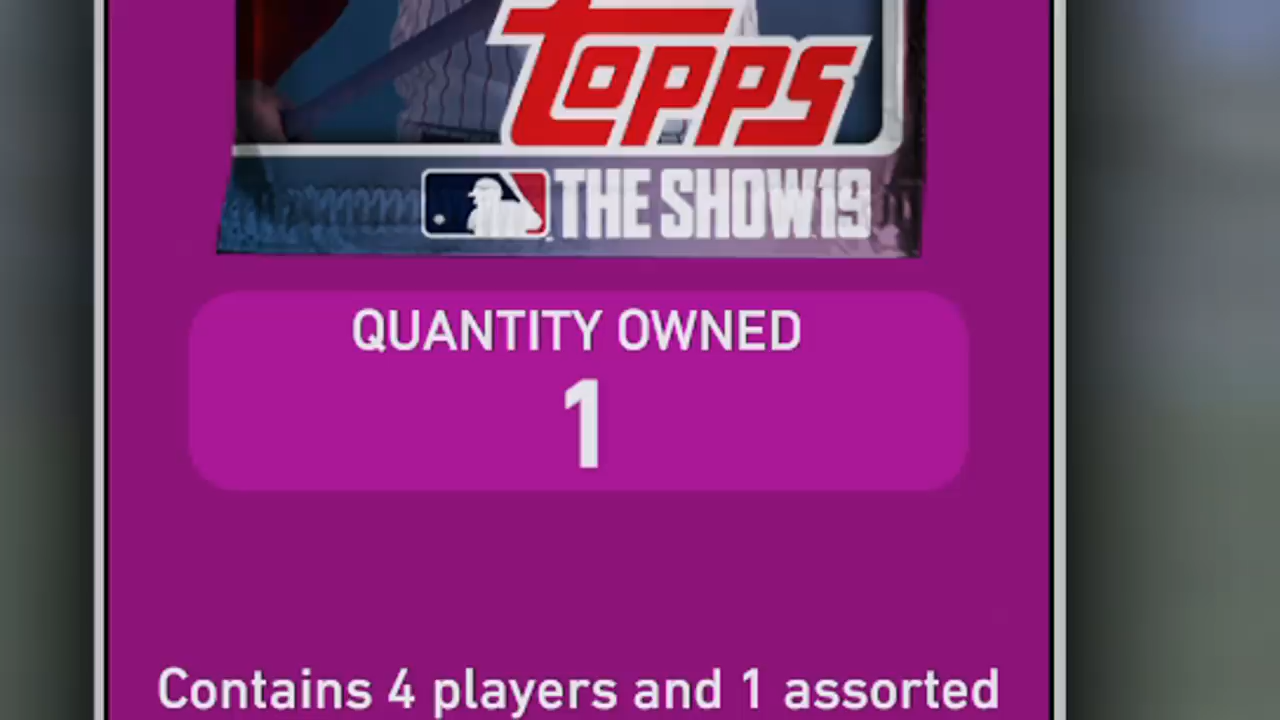 TOPPS
THE SHOW19
QUANTITY OWNED
1
Contains 4 players and 1 assorted